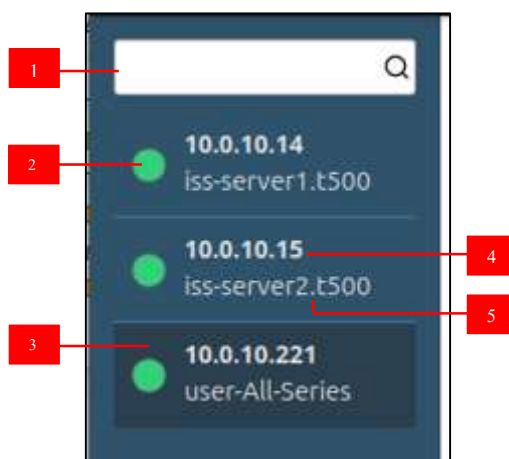 1
10.0.10.14
2
iss-server1.t500
10.0.10.15
4
iss-server2.t500
5
3
10.0.10.221
user-All-Series